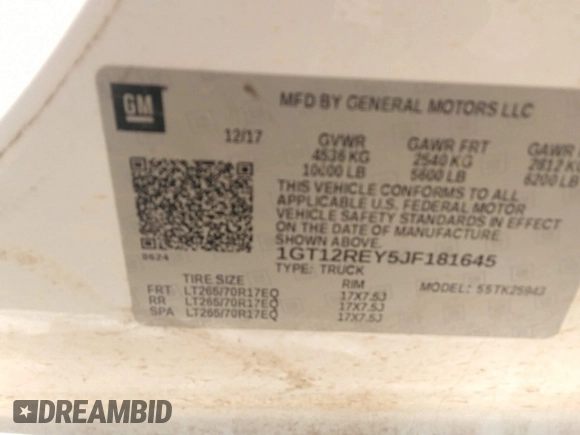 GM
MFD BY GENERAL MOTORS LLC
12/17 GVWR GAWR FRT GAWR
4536 KG 2540 KG 2812 K
10000 LB 5600 LB 6200 LB
THIS VEHICLE CONFORMS TO ALL
APPLICABLE U.S. FEDERAL MOTOR
VEHICLE SAFETY STANDARDS IN EFFECT
ON THE DATE OF MANUFACTURE
SHOWN ABOVE.
1GT12REY5JF181645
TYPE: TRUCK
MODEL:
TIRE SIZE RIM
FRT LT265/70R17EQ 17X7.5J
RR LT265/70R17EQ 17X7.5J
SPA LT265/70R17EQ 17X7.5J
DREAMBID